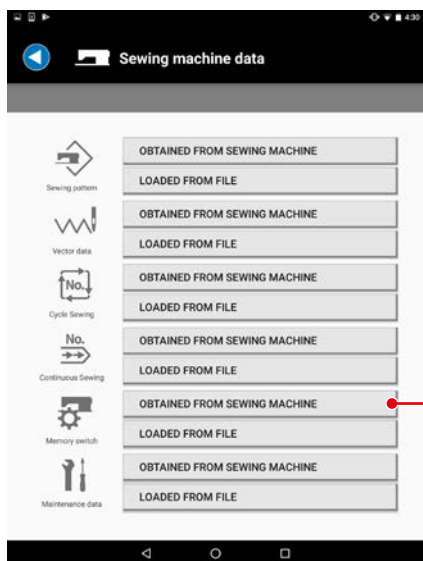 4:30
Sewing machine data
OBTAINED FROM SEWING MACHINE
LOADED FROM FILE
Sewing pattern
OBTAINED FROM SEWING MACHINE
LOADED FROM FILE
Vector data
No.
OBTAINED FROM SEWING MACHINE
LOADED FROM FILE
Cycle Sewing
No.
OBTAINED FROM SEWING MACHINE
LOADED FROM FILE
Continuous Sewing
OBTAINED FROM SEWING MACHINE
LOADED FROM FILE
Memory switch
OBTAINED FROM SEWING MACHINE
LOADED FROM FILE
Maintenance data